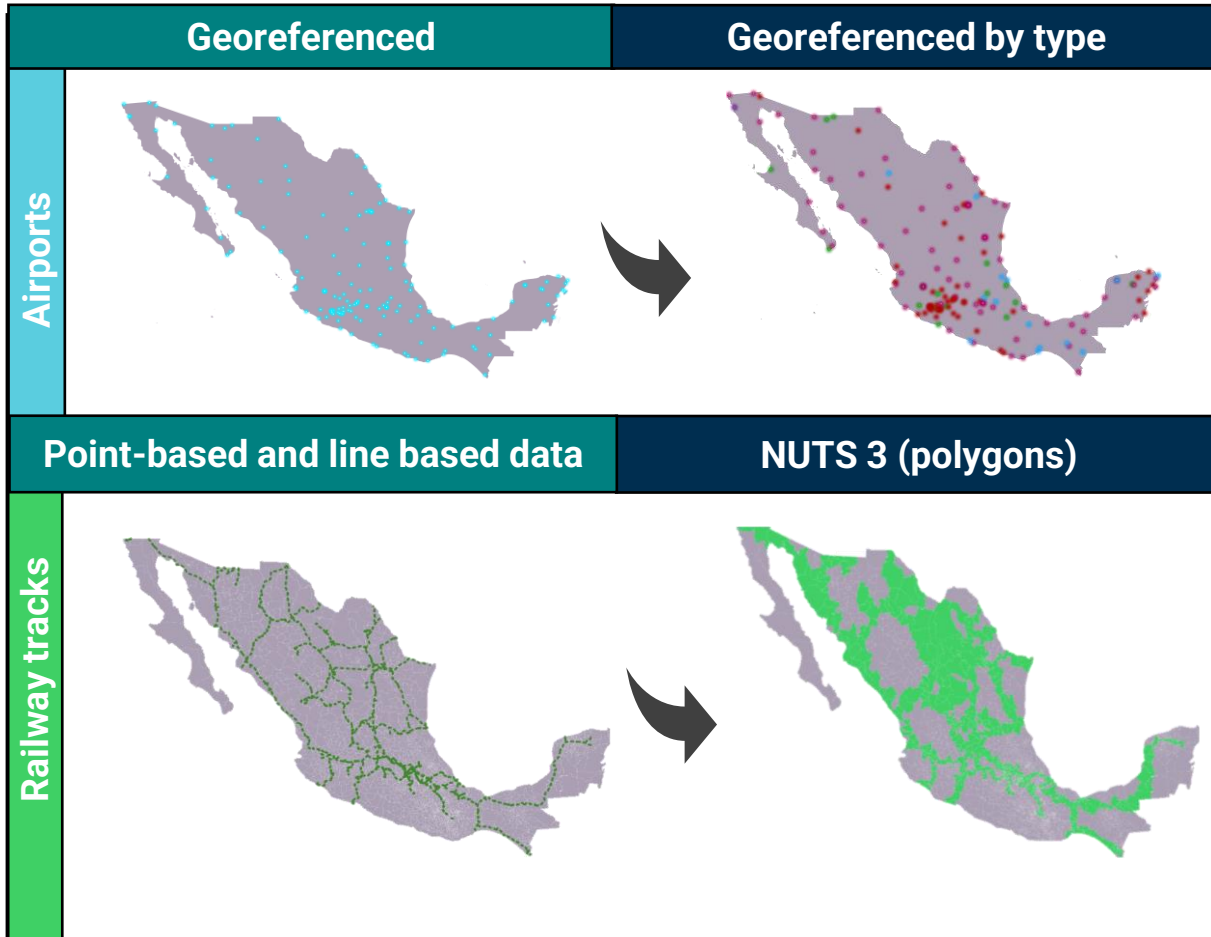 Georeferenced
Georeferenced by type
Airports
Point-based and line based data
NUTS 3 (polygons)
Railway tracks